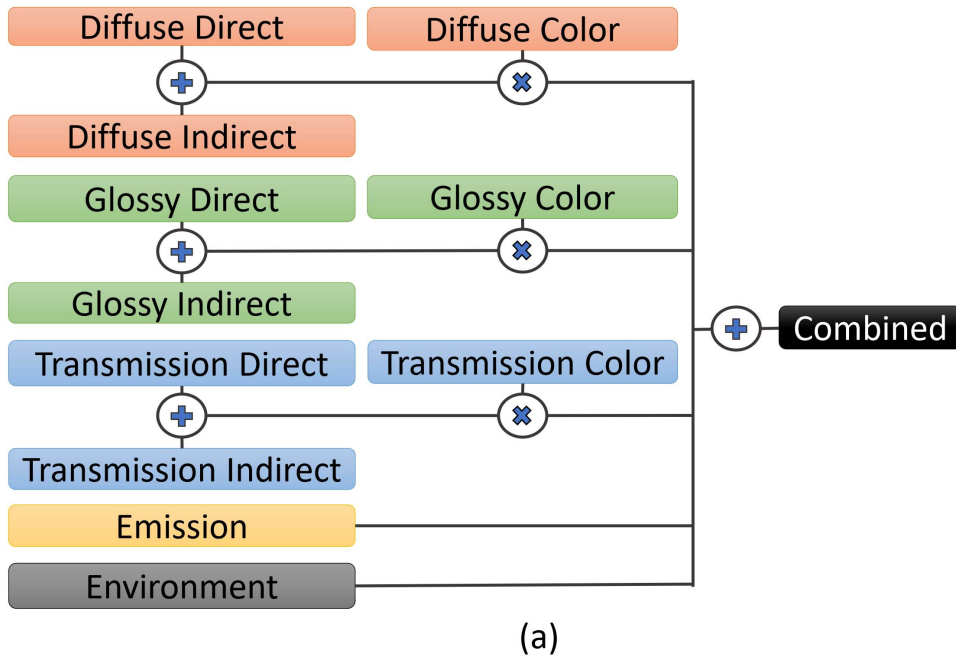 Diffuse Direct
Diffuse Color
Diffuse Indirect
Glossy Direct
Glossy Color
Glossy Indirect
Transmission Direct
Transmission Color
Transmission Indirect
Emission
Environment
Combined
(a)